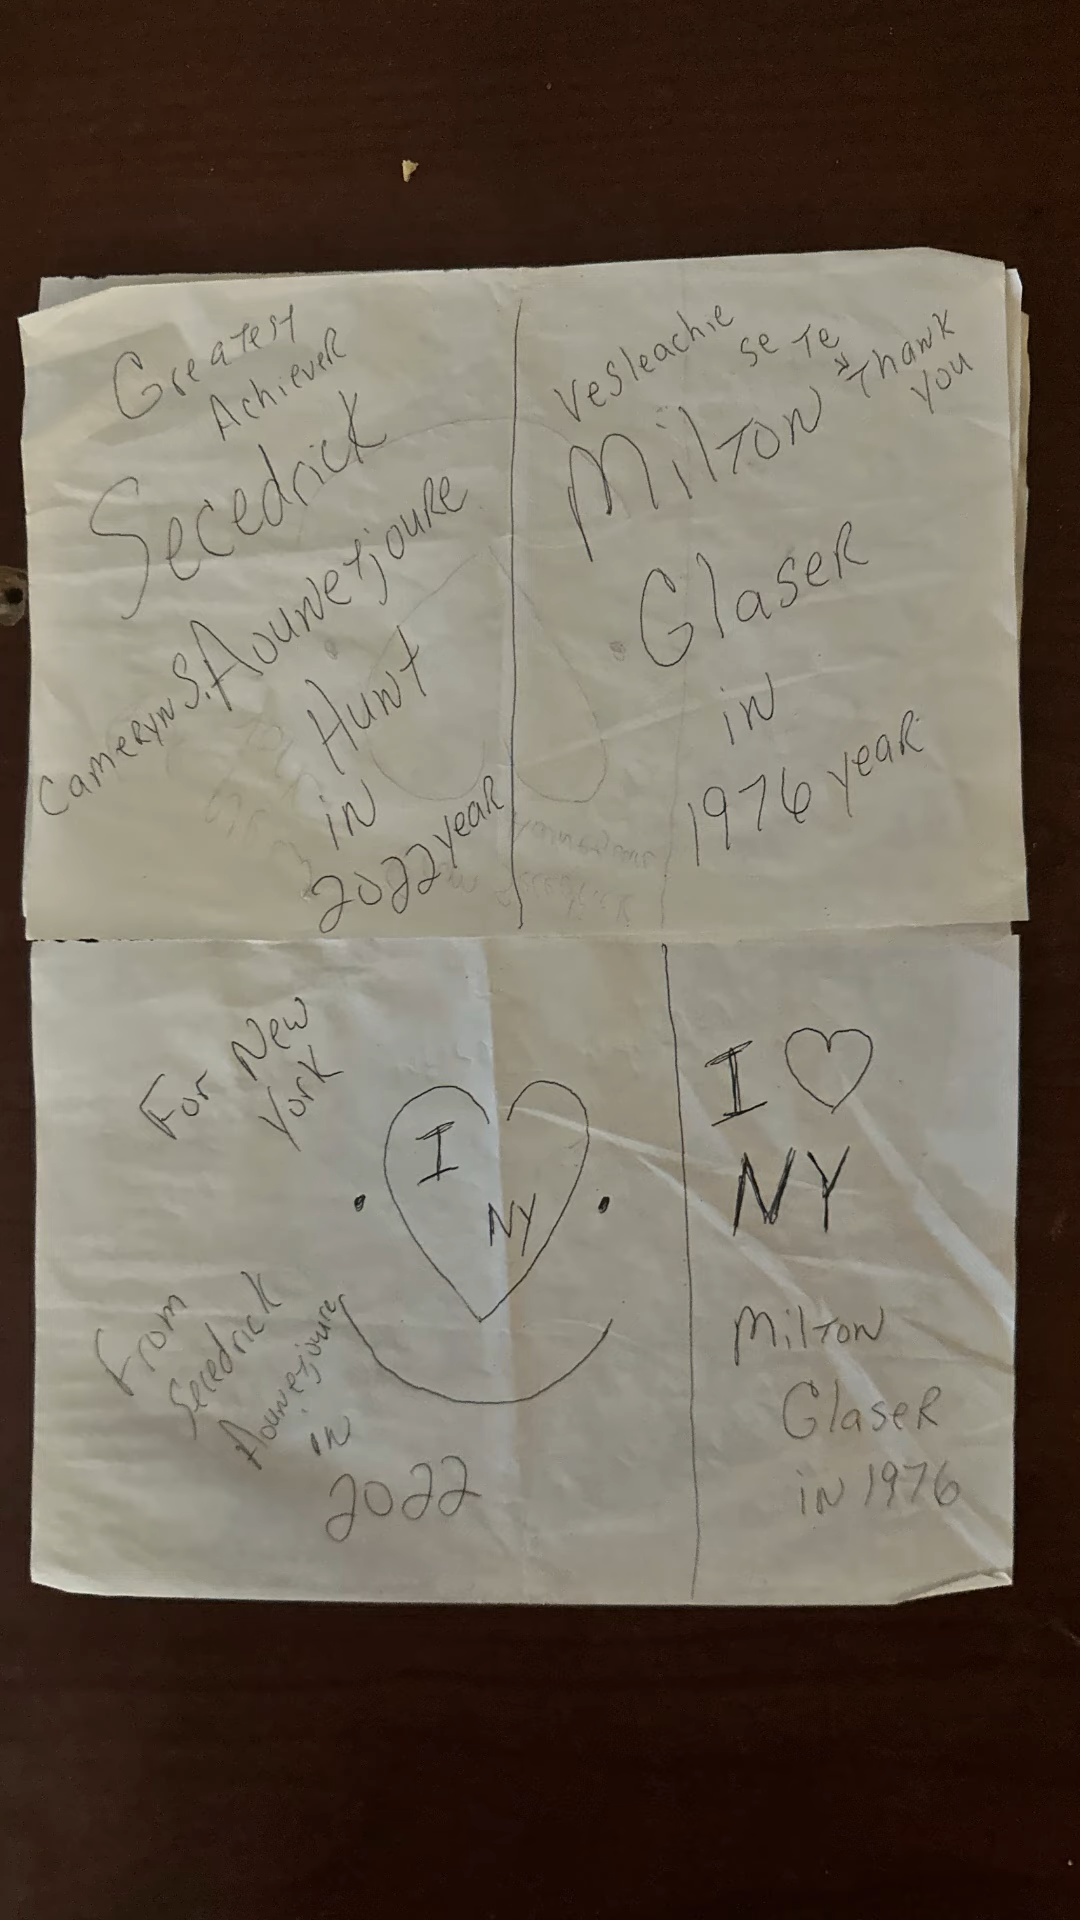 Greatest
Achiever
Secedrick
Cameryn S. Aounetjoure
Hunt
in
2022 year
Vesleachie
se Te
Thank
you
Milton
Glaser
in
1976 year
For New
York
I
NY
From
Secedrick
Aounetjoure
in
2022
I ♡
NY
Milton
Glaser
in 1976